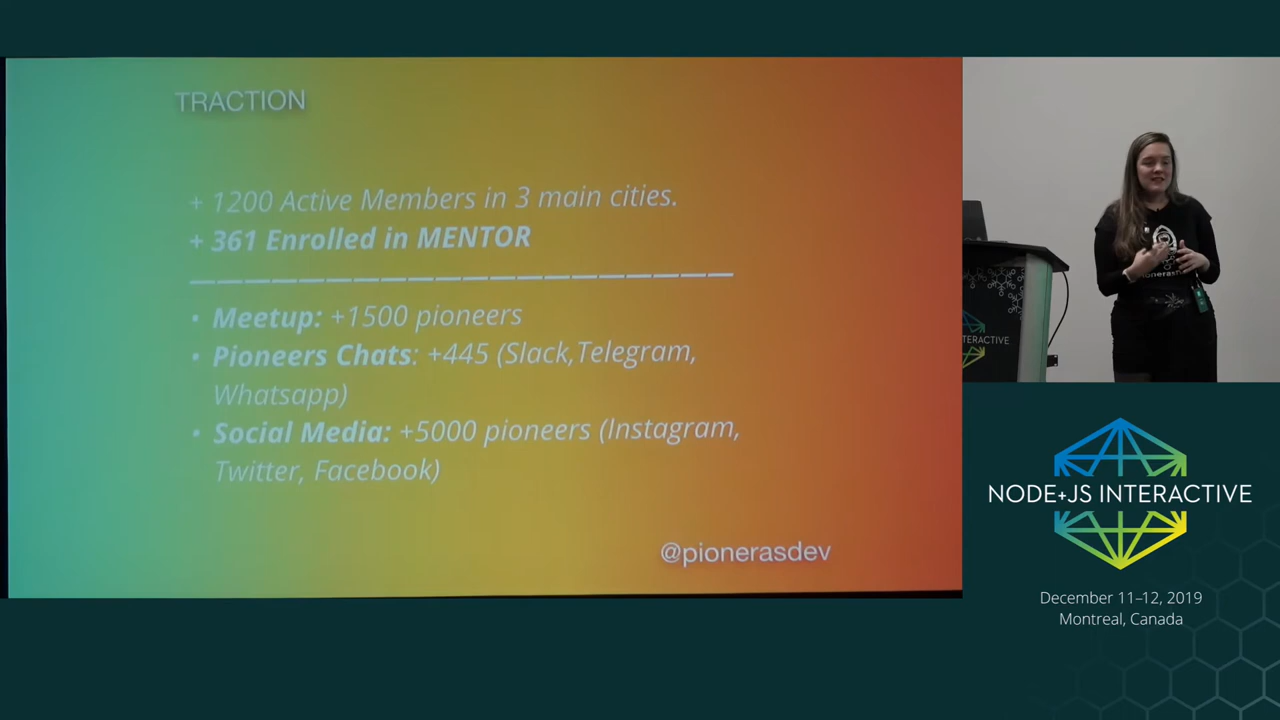 TRACTION
+ 1200 Active Members in 3 main cities.
+ 361 Enrolled in MENTOR
• Meetup: +1500 pioneers
• Pioneers Chats: +445 (Slack,Telegram,
Whatsapp)
• Social Media: +5000 pioneers (Instagram,
Twitter, Facebook)
@pionerasdev
INTERACTIVE
NODE+JS INTERACTIVE
December 11–12, 2019
Montreal, Canada